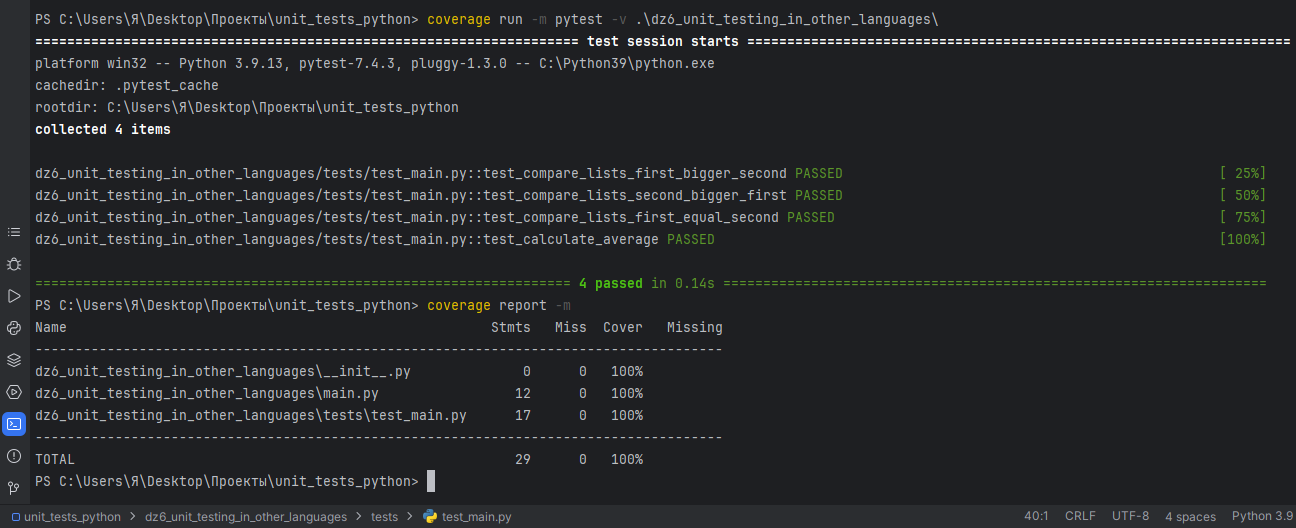 PS C:\Users\Я\Desktop\Проекты\unit_tests_python> coverage run -m pytest -v .\dz6_unit_testing_in_other_languages\
==================================================================== test session starts ====================================================================
platform win32 -- Python 3.9.13, pytest-7.4.3, pluggy-1.3.0 -- C:\Python39\python.exe
cachedir: .pytest_cache
rootdir: C:\Users\Я\Desktop\Проекты\unit_tests_python
collected 4 items
dz6_unit_testing_in_other_languages/tests/test_main.py::test_compare_lists_first_bigger_second PASSED [ 25%]
dz6_unit_testing_in_other_languages/tests/test_main.py::test_compare_lists_second_bigger_first PASSED [ 50%]
dz6_unit_testing_in_other_languages/tests/test_main.py::test_compare_lists_first_equal_second PASSED [ 75%]
dz6_unit_testing_in_other_languages/tests/test_main.py::test_calculate_average PASSED [100%]
=================================================================== 4 passed in 0.14s ====================================================================
PS C:\Users\Я\Desktop\Проекты\unit_tests_python> coverage report -m
Name Stmts Miss Cover Missing
--------------------------------------------------------------------------------------
dz6_unit_testing_in_other_languages\__init__.py 0 0 100%
dz6_unit_testing_in_other_languages\main.py 12 0 100%
dz6_unit_testing_in_other_languages\tests\test_main.py 17 0 100%
--------------------------------------------------------------------------------------
TOTAL 29 0 100%
PS C:\Users\Я\Desktop\Проекты\unit_tests_python>
unit_tests_python > dz6_unit_testing_in_other_languages > tests > test_main.py 40:1 CRLF UTF-8 4 spaces Python 3.9